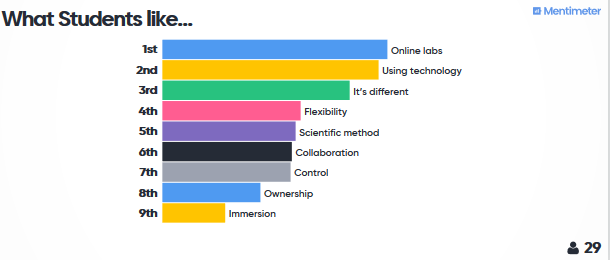 What Students like...
Mentimeter
1st Online labs
2nd Using technology
3rd It's different
4th Flexibility
5th Scientific method
6th Collaboration
7th Control
8th Ownership
9th Immersion
29